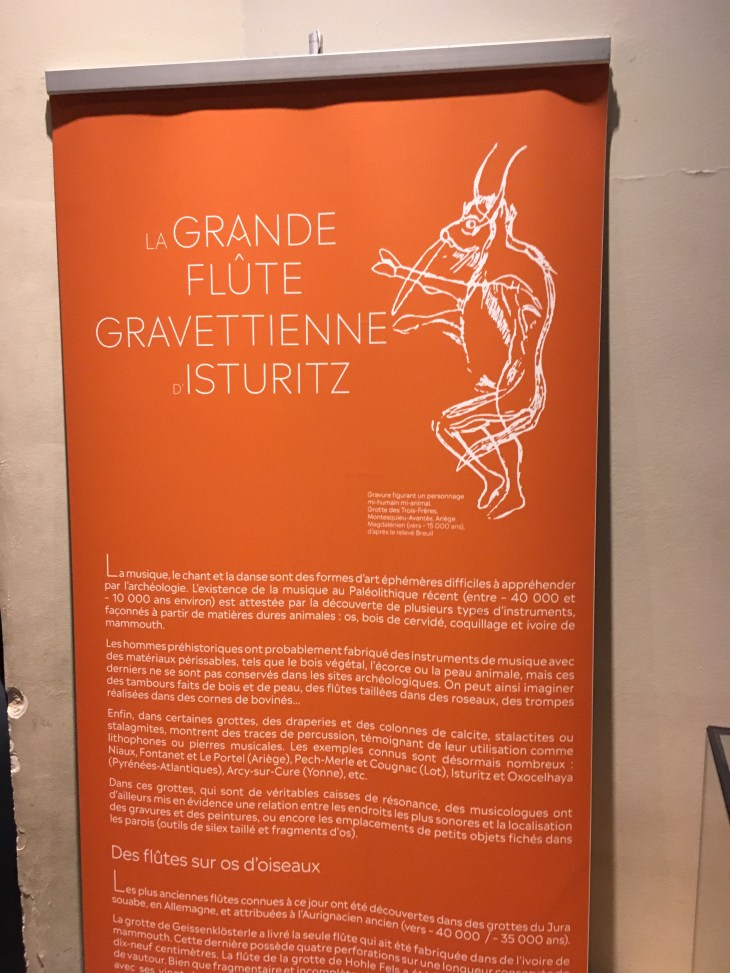 LA GRANDE
FLÛTE
GRAVETTIENNE
D'ISTURITZ
Gravure figurant un personnage
mi-humain mi-animal.
Grotte des Trois-Frères,
Montesquieu-Avantès, Ariège
Magdalénien (vers - 15 000 ans),
d'après le relevé Breuil
La musique, le chant et la danse sont des formes d'art éphémères difficiles à appréhender
par l'archéologie. L'existence de la musique au Paléolithique récent (entre - 40 000 et
- 10 000 ans environ) est attestée par la découverte de plusieurs types d'instruments,
façonnés à partir de matières dures animales : os, bois de cervidé, coquillage et ivoire de
mammouth.
Les hommes préhistoriques ont probablement fabriqué des instruments de musique avec
des matériaux périssables, tels que le bois végétal, l'écorce ou la peau animale, mais ces
derniers ne se sont pas conservés dans les sites archéologiques. On peut ainsi imaginer
des tambours faits de bois et de peau, des flûtes taillées dans des roseaux, des trompes
réalisées dans des cornes de bovinés...
Enfin, dans certaines grottes, des draperies et des colonnes de calcite, stalactites ou
stalagmites, montrent des traces de percussion, témoignant de leur utilisation comme
lithophones ou pierres musicales. Les exemples connus sont désormais nombreux :
Niaux, Fontanet et Le Portel (Ariège), Pech-Merle et Cougnac (Lot), Isturitz et Oxocelhaya
(Pyrénées-Atlantiques), Arcy-sur-Cure (Yonne), etc.
Dans ces grottes, qui sont de véritables caisses de résonance, des musicologues ont
d'ailleurs mis en évidence une relation entre les endroits les plus sonores et la localisation
des gravures et des peintures, ou encore les emplacements de petits objets fichés dans
les parois (outils de silex taillé et fragments d'os).
Des flûtes sur os d'oiseaux
Les plus anciennes flûtes connues à ce jour ont été découvertes dans des grottes du Jura
souabe, en Allemagne, et attribuées à l'Aurignacien ancien (vers - 40 000 / - 35 000 ans).
La grotte de Geissenklösterle a livré la seule flûte qui ait été fabriquée dans de l'ivoire de
mammouth. Cette dernière possède quatre perforations sur une longueur conservée de
dix-neuf centimètres. La flûte de la grotte de Hohle Fels a été
de vautour. Bien que fragmentaire et incomplète
avec ses vingt